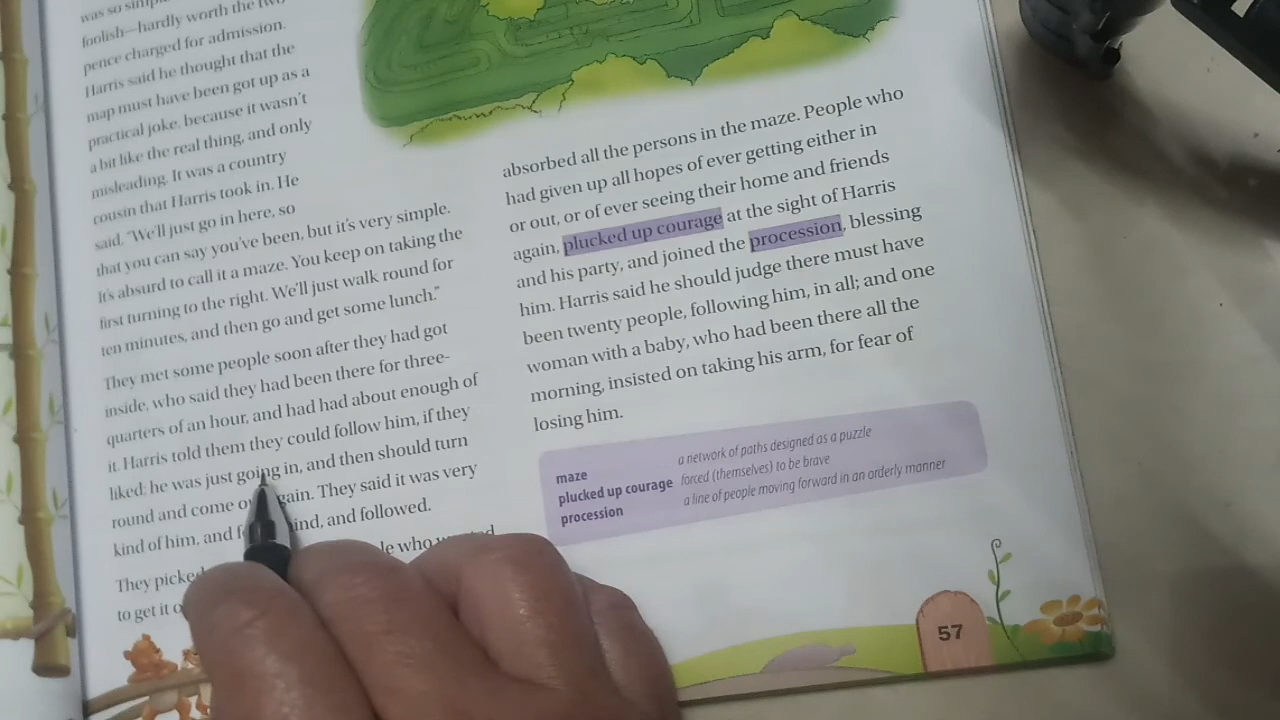 was so simple
foolish—hardly worth the two
pence charged for admission.
Harris said he thought that the
map must have been got up as a
practical joke, because it wasn't
a bit like the real thing, and only
misleading. It was a country
cousin that Harris took in. He
said, "We'll just go in here, so
that you can say you've been, but it's very simple.
It's absurd to call it a maze. You keep on taking the
first turning to the right. We'll just walk round for
ten minutes, and then go and get some lunch."
They met some people soon after they had got
inside, who said they had been there for three-
quarters of an hour, and had had about enough of
it. Harris told them they could follow him, if they
liked; he was just going in, and then should turn
round and come again. They said it was very
kind of him, and and followed.
They picked who
to get it
absorbed all the persons in the maze. People who
had given up all hopes of ever getting either in
or out, or of ever seeing their home and friends
again, plucked up courage at the sight of Harris
and his party, and joined the procession, blessing
him. Harris said he should judge there must have
been twenty people, following him, in all; and one
woman with a baby, who had been there all the
morning, insisted on taking his arm, for fear of
losing him.
maze a network of paths designed as a puzzle
plucked up courage forced (themselves) to be brave
procession a line of people moving forward in an orderly manner
57